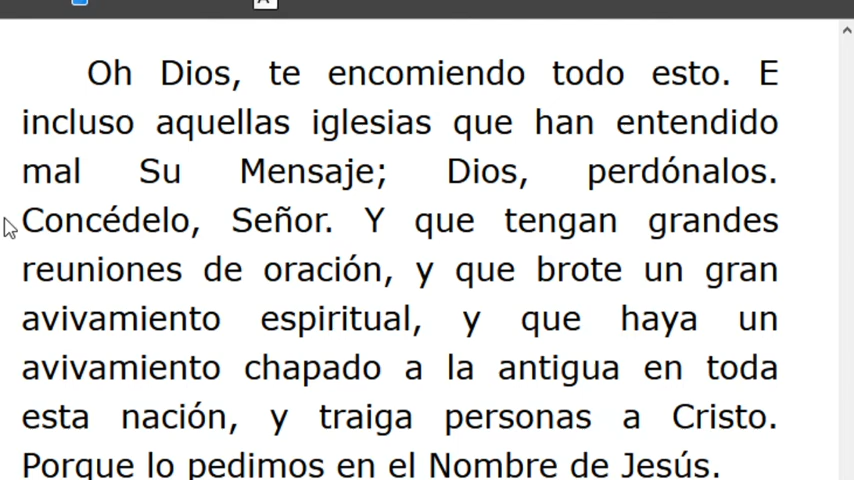 Oh Dios, te encomiendo todo esto. E
incluso aquellas iglesias que han entendido
mal Su Mensaje; Dios, perdónalos.
Concédelo, Señor. Y que tengan grandes
reuniones de oración, y que brote un gran
avivamiento espiritual, y que haya un
avivamiento chapado a la antigua en toda
esta nación, y traiga personas a Cristo.
Porque lo pedimos en el Nombre de Jesús.